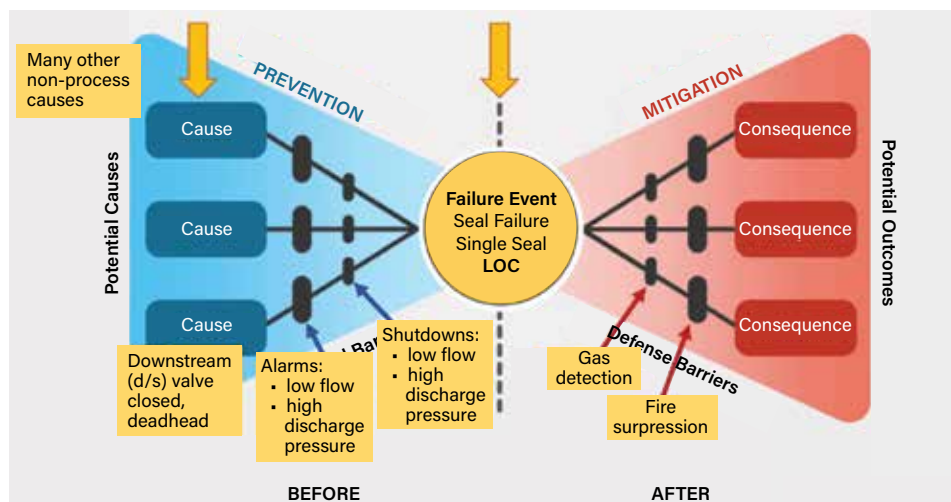 Many other
non-process
causes
PREVENTION
MITIGATION
Potential Causes
Cause
Cause
Cause
Failure Event
Seal Failure
Single Seal
LOC
Consequence
Consequence
Consequence
Potential Outcomes
Downstream
(d/s) valve
closed,
deadhead
Alarms:
▪ low flow
▪ high
discharge
pressure
Shutdowns:
▪ low flow
▪ high
discharge
pressure
Gas
detection
Fire
surpression
Defense Barriers
BEFORE
AFTER